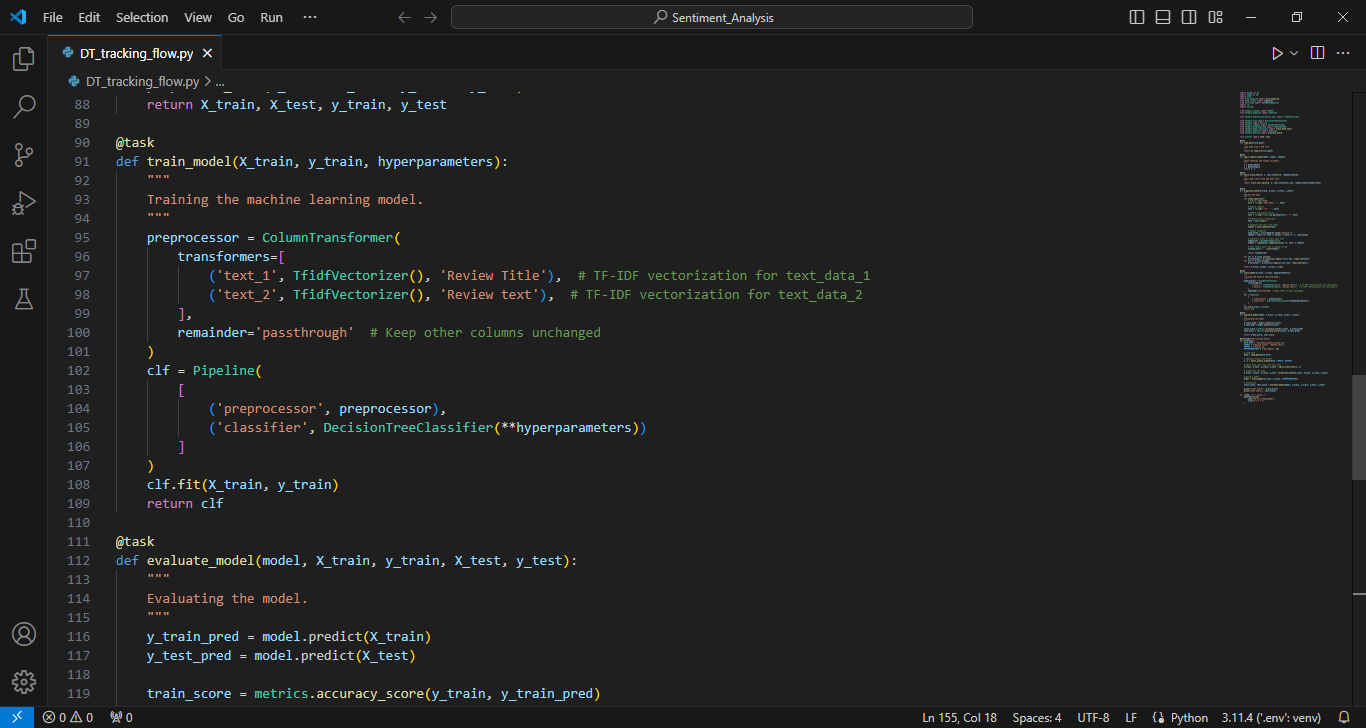 File Edit Selection View Go Run ··· Sentiment_Analysis
DT_tracking_flow.py
DT_tracking_flow.py > ...
88 return X_train, X_test, y_train, y_test
89
90 @task
91 def train_model(X_train, y_train, hyperparameters):
92 """
93 Training the machine learning model.
94 """
95 preprocessor = ColumnTransformer(
96 transformers=[
97 ('text_1', TfidfVectorizer(), 'Review Title'), # TF-IDF vectorization for text_data_1
98 ('text_2', TfidfVectorizer(), 'Review text'), # TF-IDF vectorization for text_data_2
99 ],
100 remainder='passthrough' # Keep other columns unchanged
101 )
102 clf = Pipeline(
103 [
104 ('preprocessor', preprocessor),
105 ('classifier', DecisionTreeClassifier(**hyperparameters))
106 ]
107 )
108 clf.fit(X_train, y_train)
109 return clf
110
111 @task
112 def evaluate_model(model, X_train, y_train, X_test, y_test):
113 """
114 Evaluating the model.
115 """
116 y_train_pred = model.predict(X_train)
117 y_test_pred = model.predict(X_test)
118
119 train_score = metrics.accuracy_score(y_train, y_train_pred)
0 0 0 Ln 155, Col 18 Spaces: 4 UTF-8 LF Python 3.11.4 ('.env': venv)